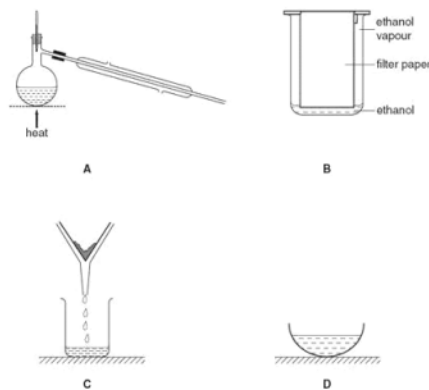 ethanol
vapour
filter paper
ethanol
heat
A
B
C
D